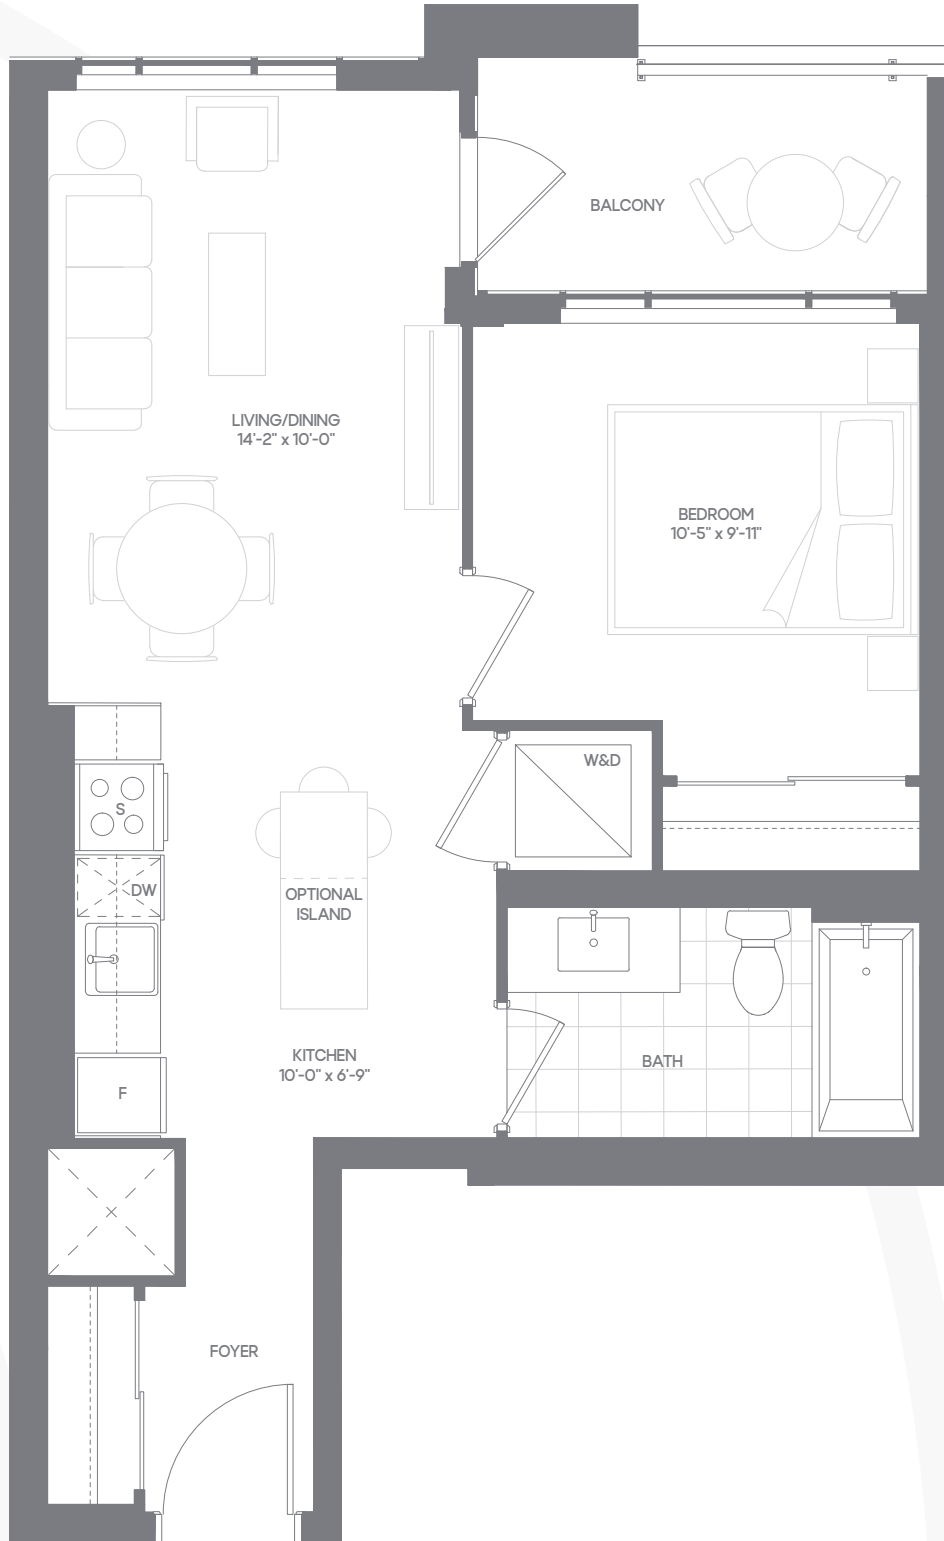 BALCONY
LIVING/DINING
14'-2" x 10'-0"
BEDROOM
10'-5" x 9'-11"
W&D
S
DW
OPTIONAL
ISLAND
KITCHEN
10'-0" x 6'-9"
BATH
F
FOYER